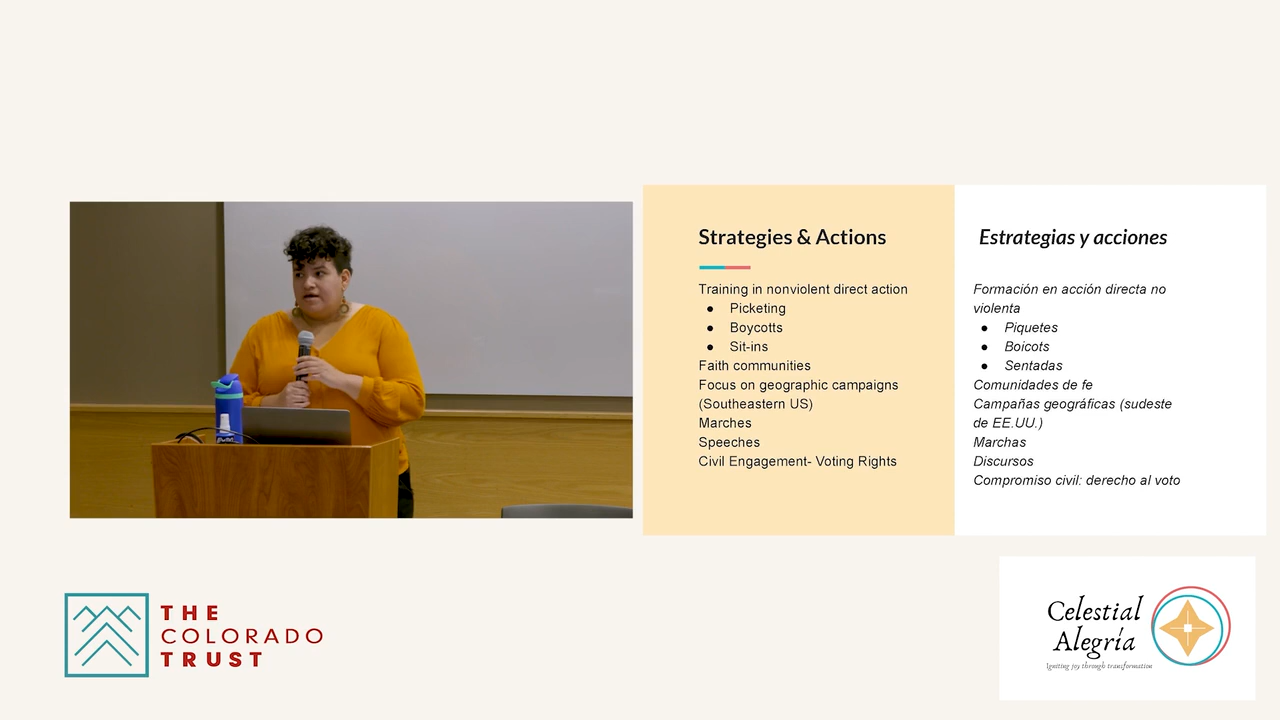 Strategies & Actions
Training in nonviolent direct action
● Picketing
● Boycotts
● Sit-ins
Faith communities
Focus on geographic campaigns
(Southeastern US)
Marches
Speeches
Civil Engagement- Voting Rights
Estrategias y acciones
Formación en acción directa no
violenta
● Piquetes
● Boicots
● Sentadas
Comunidades de fe
Campañas geográficas (sudeste
de EE.UU.)
Marchas
Discursos
Compromiso civil: derecho al voto
THE
COLORADO
TRUST
Celestial
Alegría
Igniting joy through transformation